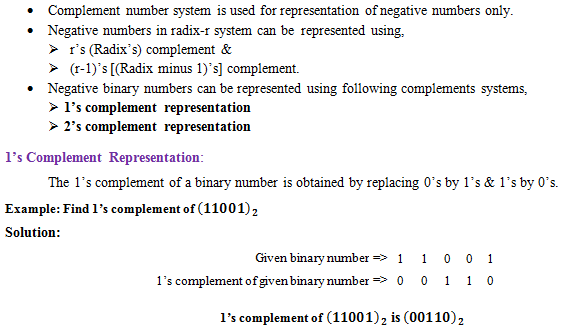 • Complement number system is used for representation of negative numbers only.
• Negative numbers in radix-r system can be represented using,
➢ r's (Radix's) complement &
➢ (r-1)'s [(Radix minus 1)'s] complement.
• Negative binary numbers can be represented using following complements systems,
➢ 1's complement representation
➢ 2's complement representation
1's Complement Representation:
The 1's complement of a binary number is obtained by replacing 0's by 1's & 1's by 0's.
Example: Find 1's complement of (11001)₂
Solution:
Given binary number => 1 1 0 0 1
1's complement of given binary number => 0 0 1 1 0
1's complement of (11001)₂ is (00110)₂